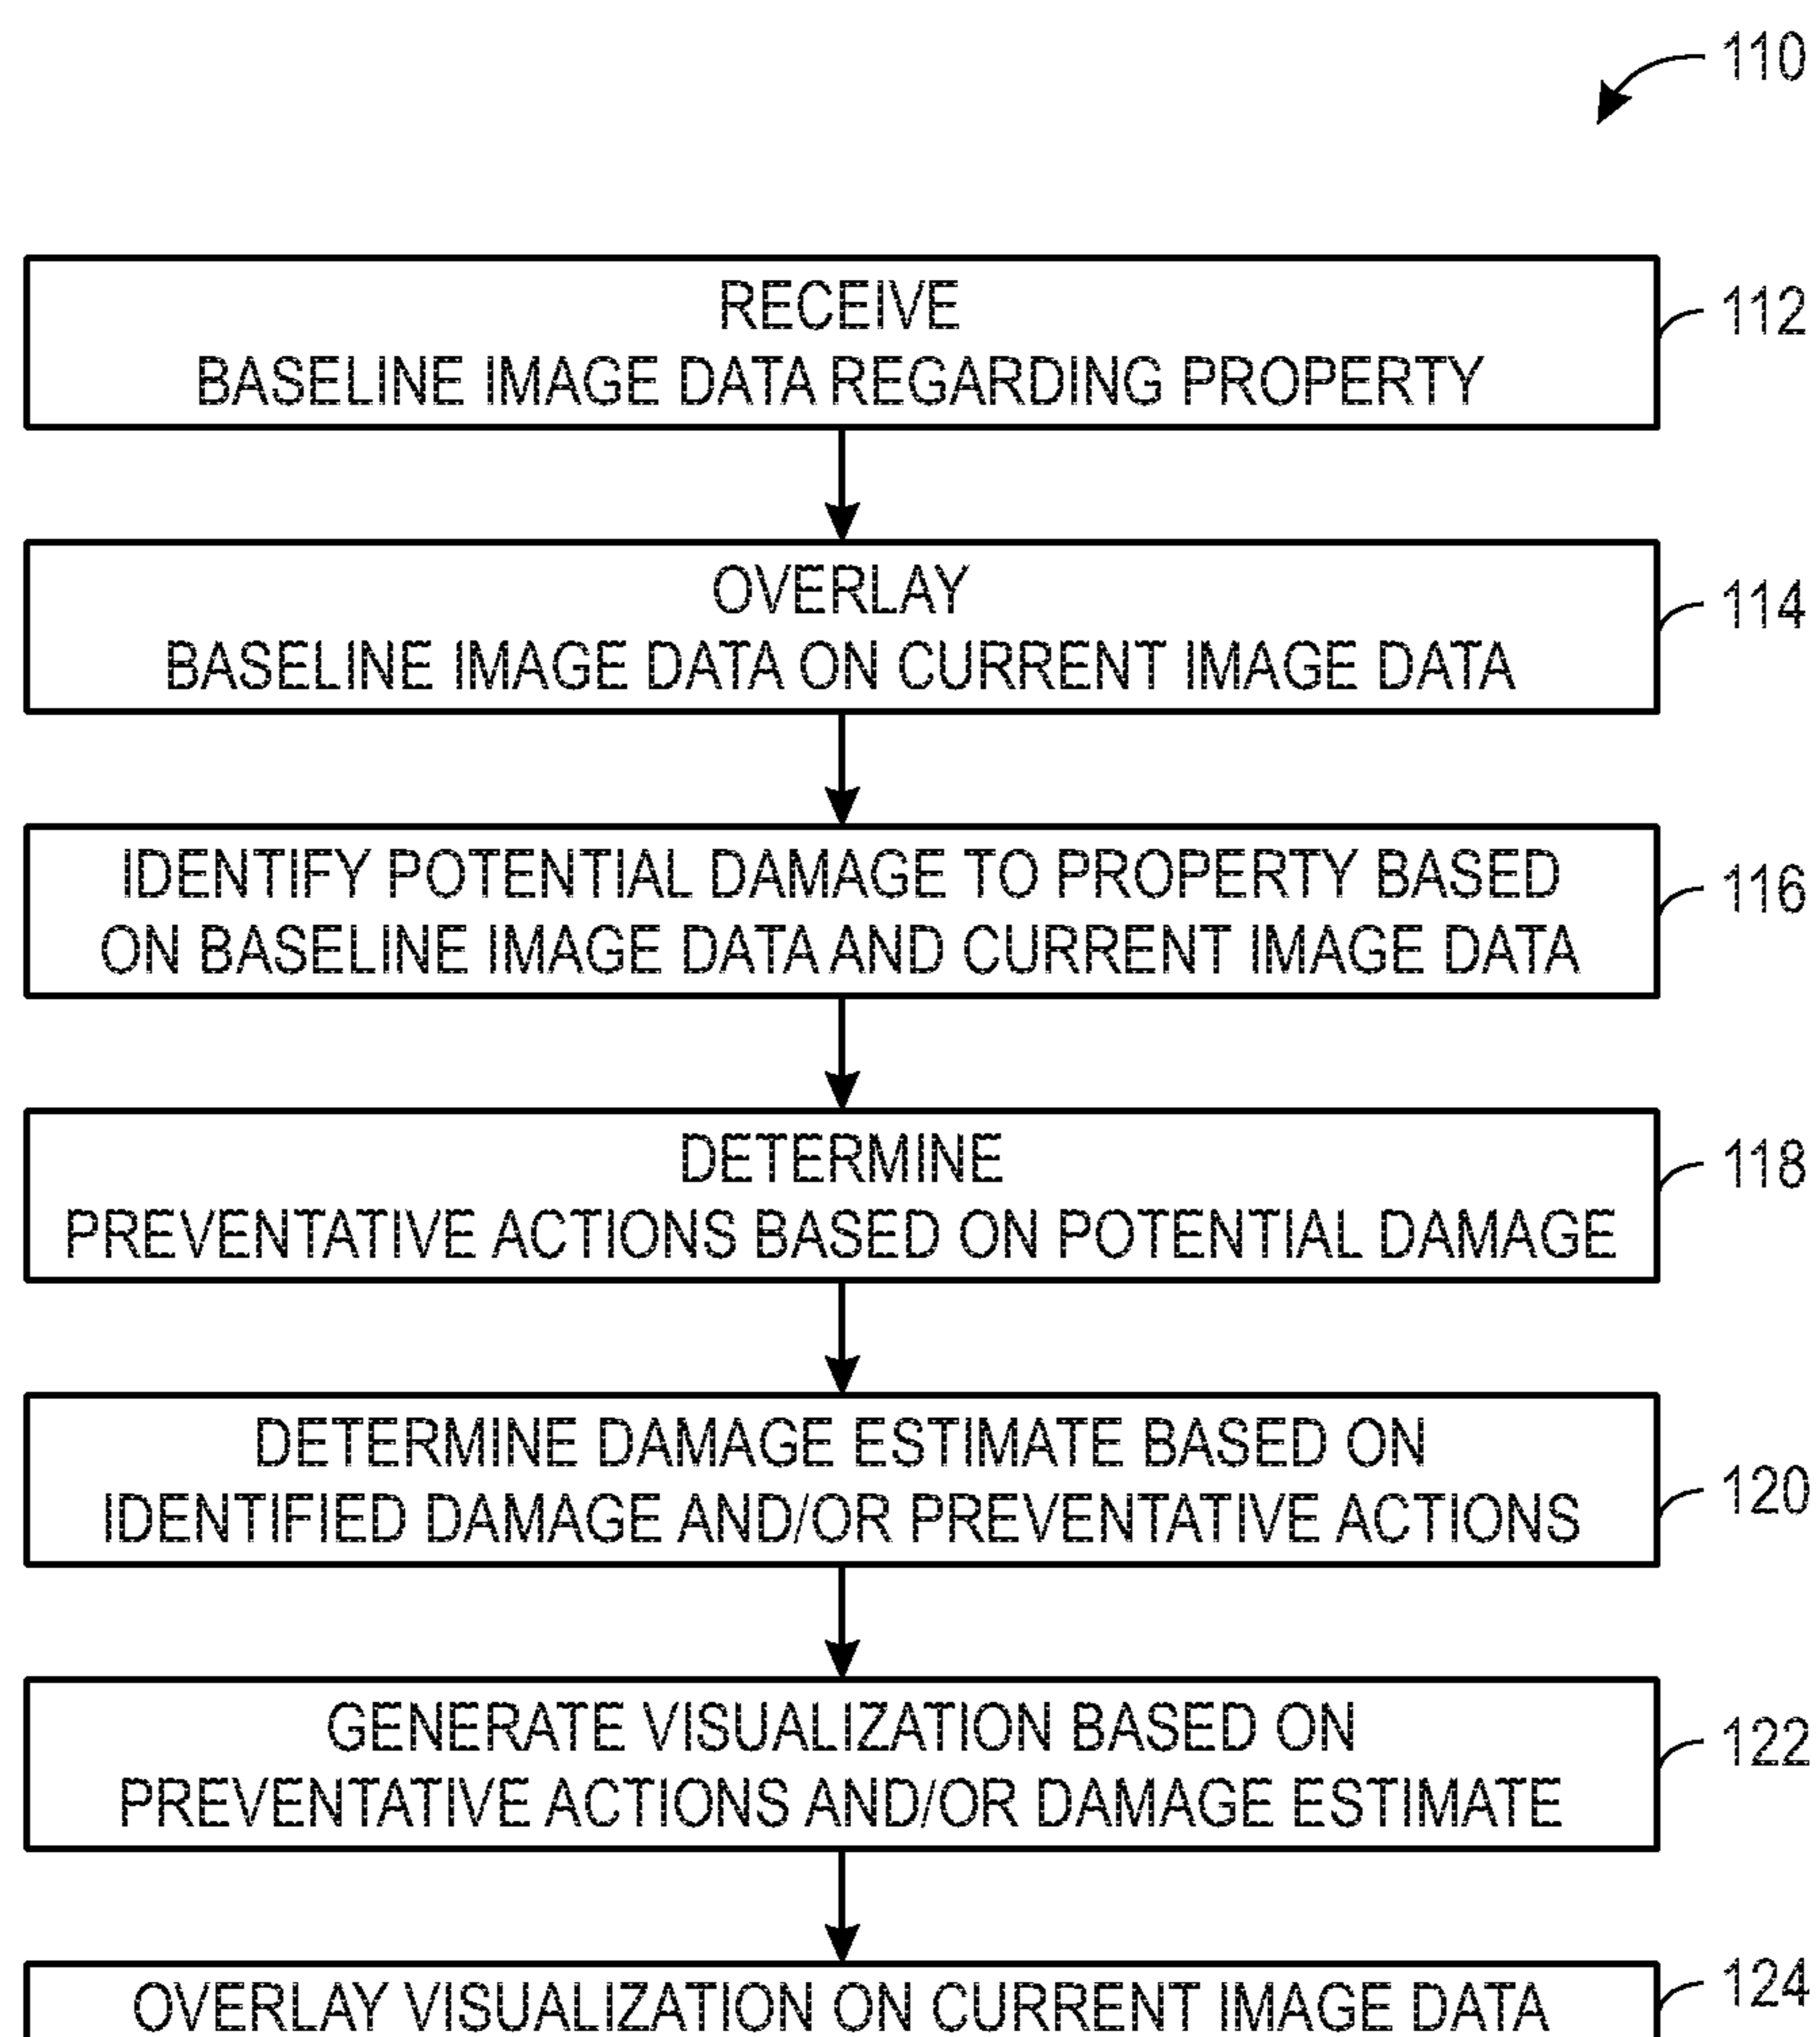 110
RECEIVE
BASELINE IMAGE DATA REGARDING PROPERTY
112
OVERLAY
BASELINE IMAGE DATA ON CURRENT IMAGE DATA
114
IDENTIFY POTENTIAL DAMAGE TO PROPERTY BASED
ON BASELINE IMAGE DATA AND CURRENT IMAGE DATA
116
DETERMINE
PREVENTATIVE ACTIONS BASED ON POTENTIAL DAMAGE
118
DETERMINE DAMAGE ESTIMATE BASED ON
IDENTIFIED DAMAGE AND/OR PREVENTATIVE ACTIONS
120
GENERATE VISUALIZATION BASED ON
PREVENTATIVE ACTIONS AND/OR DAMAGE ESTIMATE
122
OVERLAY VISUALIZATION ON CURRENT IMAGE DATA
124